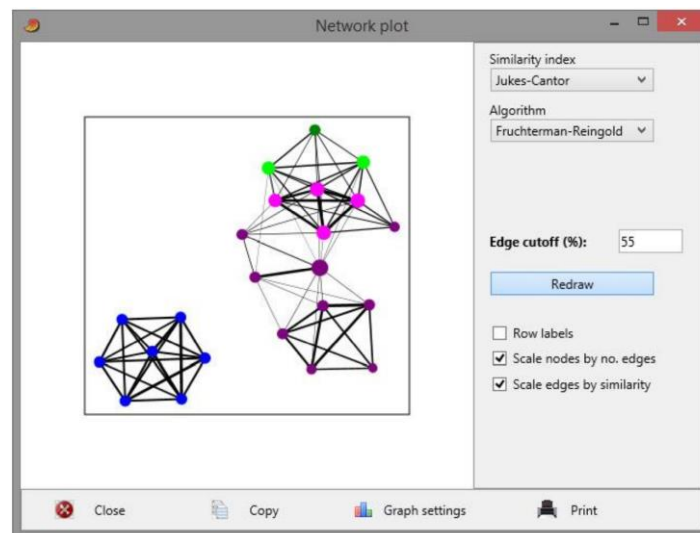 Network plot
Similarity index
Jukes-Cantor
Algorithm
Fruchterman-Reingold
Edge cutoff (%): 55
Redraw
Row labels
Scale nodes by no. edges
Scale edges by similarity
Close Copy Graph settings Print